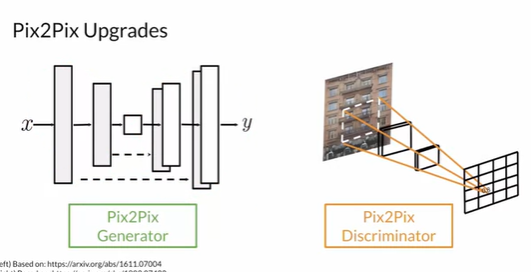 Pix2Pix Upgrades
x
y
Pix2Pix
Generator
Pix2Pix
Discriminator
eft) Based on: https://arxiv.org/abs/1611.07004